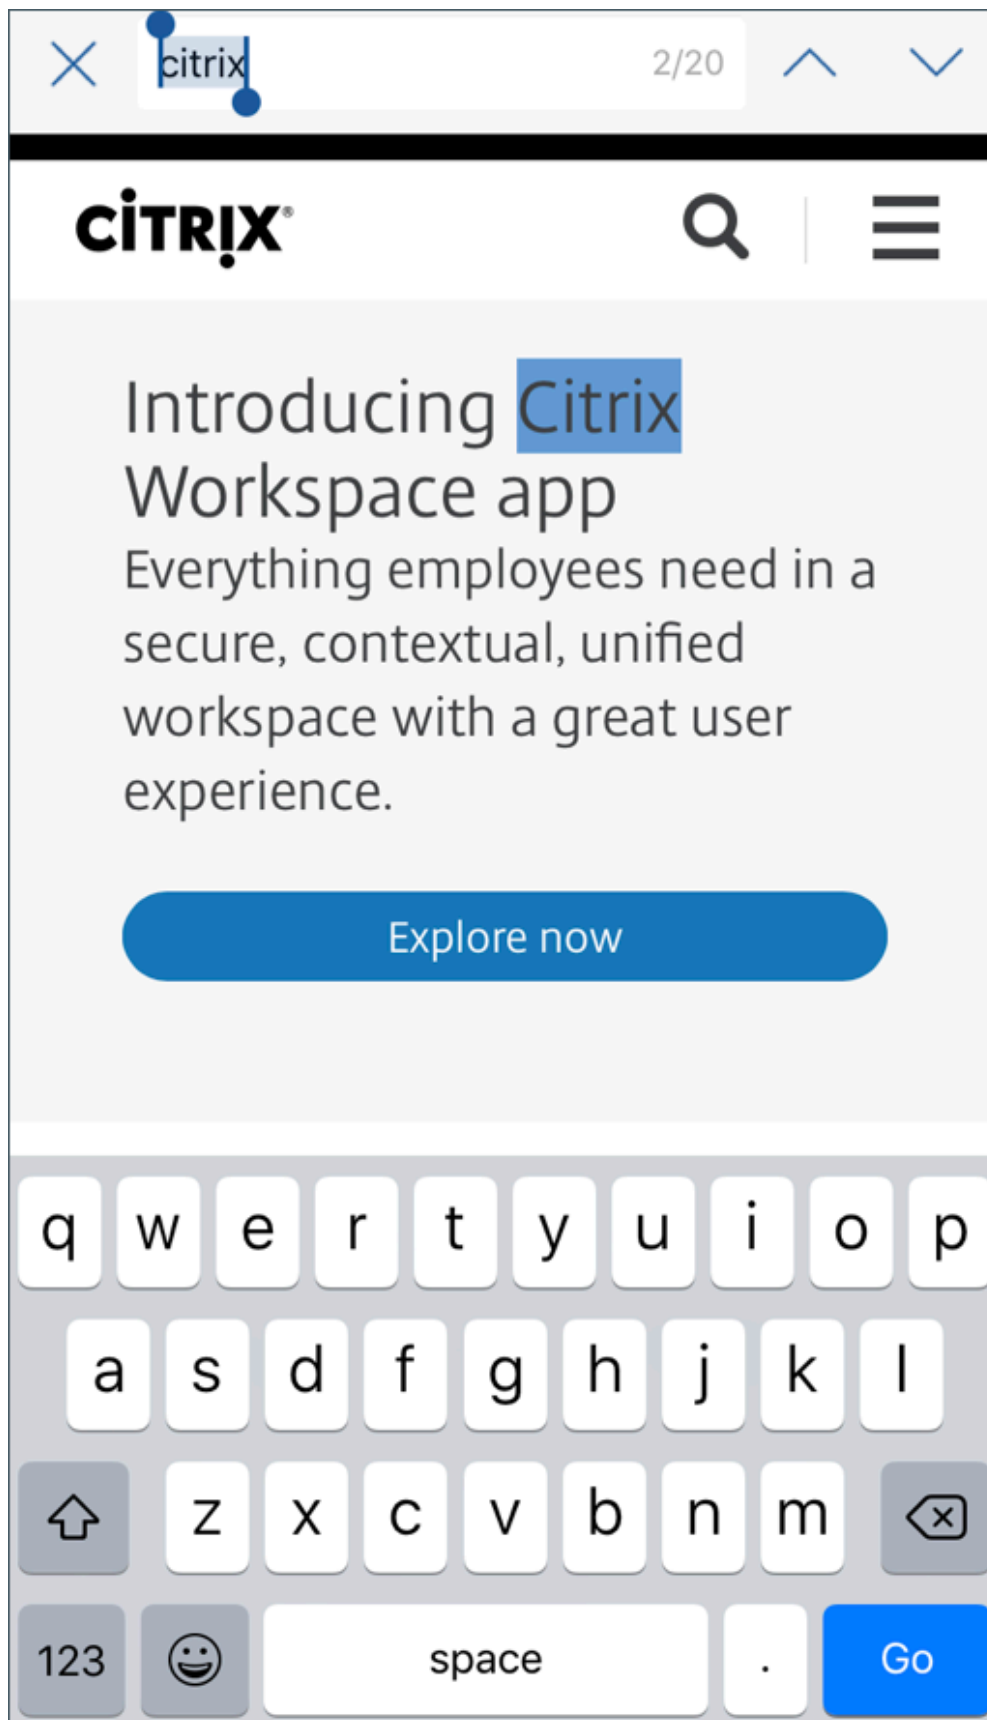 citrix 2/20
CITRIX®
Introducing Citrix
Workspace app
Everything employees need in a
secure, contextual, unified
workspace with a great user
experience.
Explore now
q w e r t y u i o p
a s d f g h j k l
z x c v b n m
123 space . Go